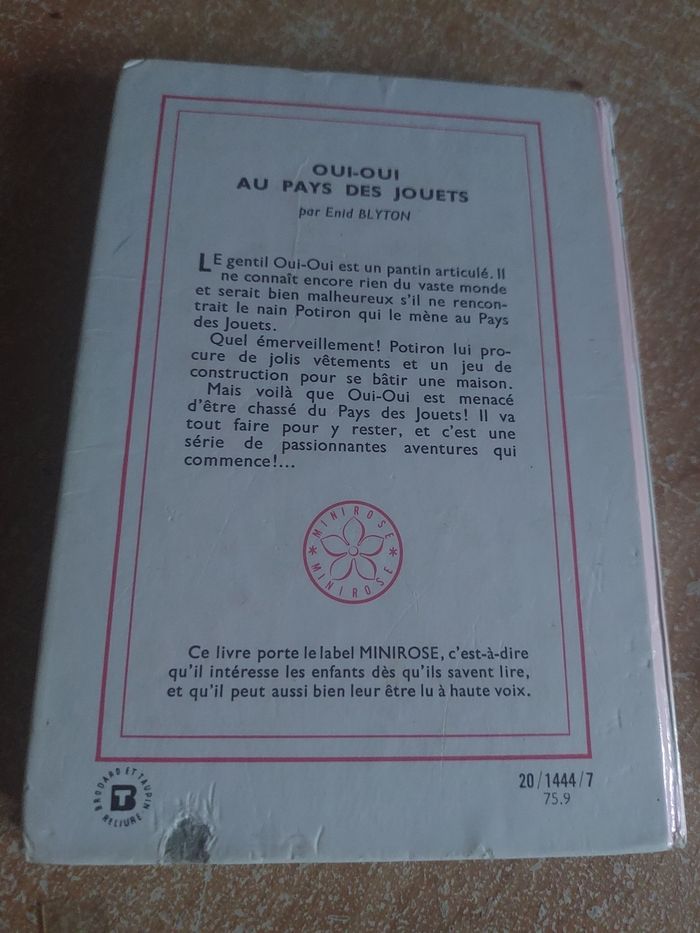 OUI-OUI
AU PAYS DES JOUETS
par Enid BLYTON
LE gentil Oui-Oui est un pantin articulé. Il
ne connaît encore rien du vaste monde
et serait bien malheureux s'il ne rencon-
trait le nain Potiron qui le mène au Pays
des Jouets.
Quel émerveillement! Potiron lui pro-
cure de jolis vêtements et un jeu de
construction pour se bâtir une maison.
Mais voilà que Oui-Oui est menacé
d'être chassé du Pays des Jouets! Il va
tout faire pour y rester, et c'est une
série de passionnantes aventures qui
commence!...
MINIROSE
MINIROSE
Ce livre porte le label MINIROSE, c'est-à-dire
qu'il intéresse les enfants dès qu'ils savent lire,
et qu'il peut aussi bien leur être lu à haute voix.
BRODARD ET TAUPIN
RELIURE
20/1444/7
75.9